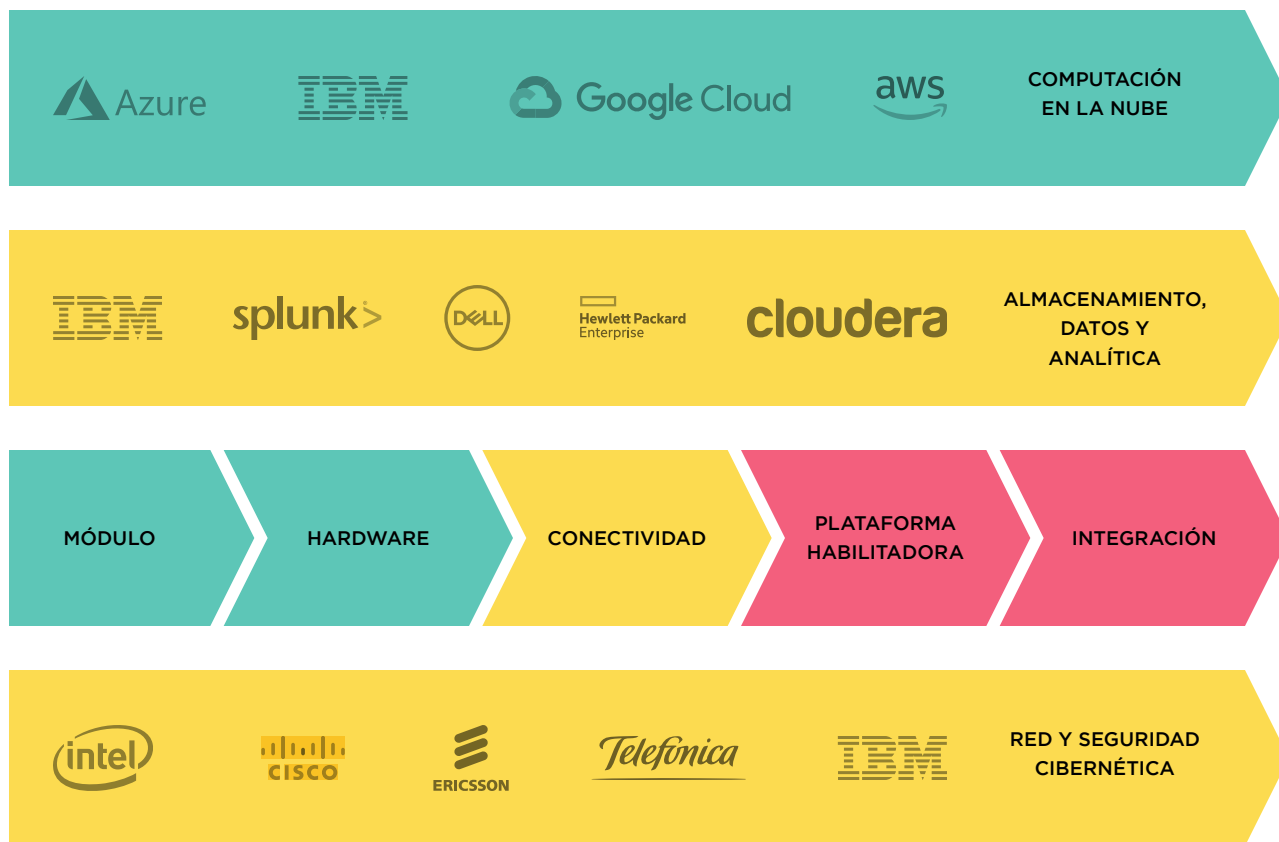 Azure IBM Google Cloud aws
COMPUTACIÓN
EN LA NUBE
IBM splunk> DELL Hewlett Packard
Enterprise
cloudera
ALMACENAMIENTO,
DATOS Y
ANALÍTICA
MÓDULO
HARDWARE
CONECTIVIDAD
PLATAFORMA
HABILITADORA
INTEGRACIÓN
intel CISCO ERICSSON Telefónica IBM
RED Y SEGURIDAD
CIBERNÉTICA